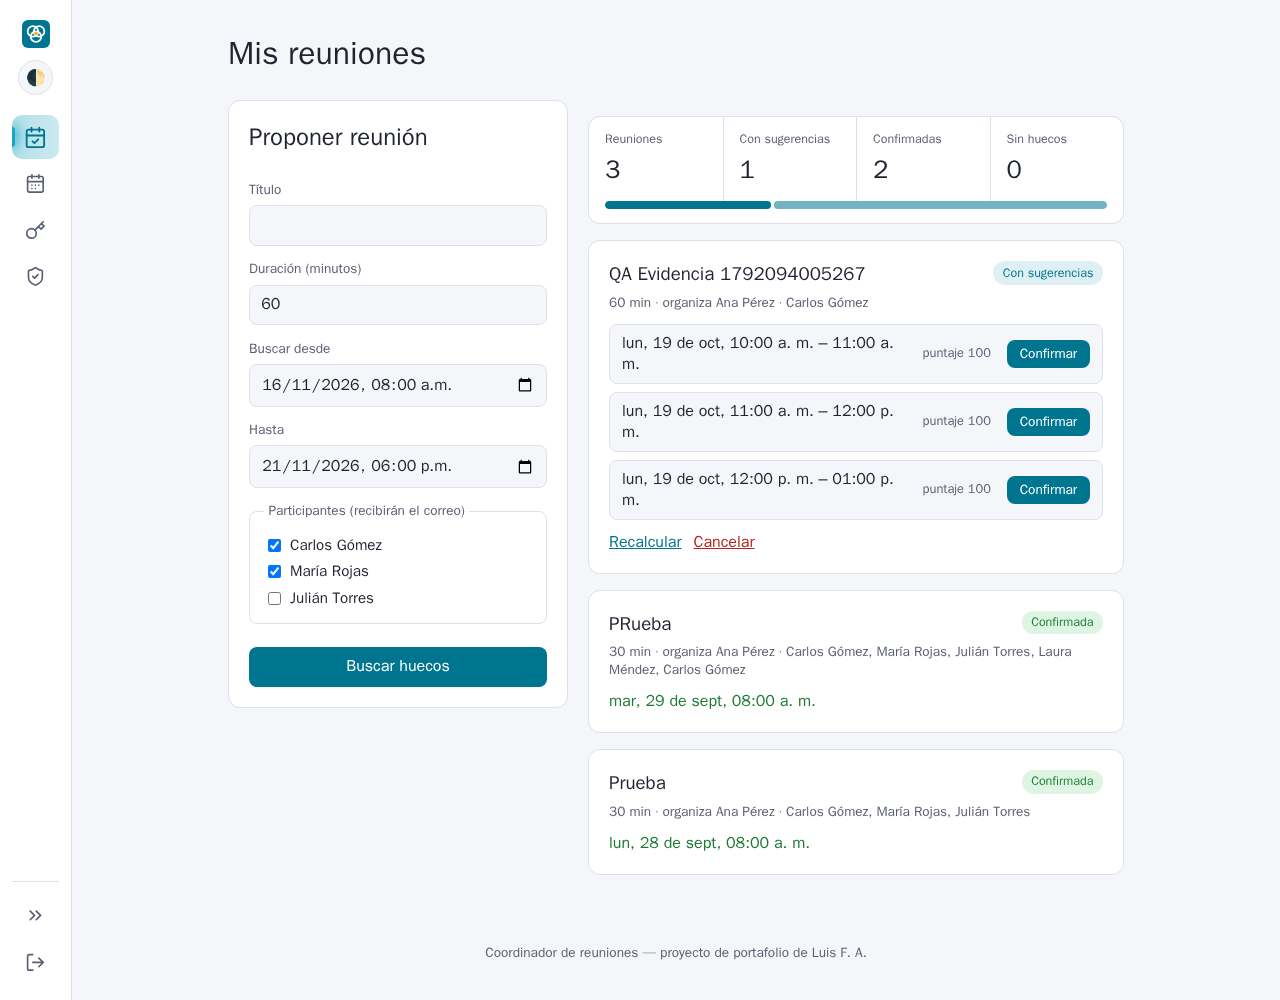 Mis reuniones
Proponer reunión
Título
Duración (minutos)
60
Buscar desde
16/11/2026, 08:00 a.m.
Hasta
21/11/2026, 06:00 p.m.
Participantes (recibirán el correo)
Carlos Gómez
María Rojas
Julián Torres
Buscar huecos
Reuniones
3
Con sugerencias
1
Confirmadas
2
Sin huecos
0
QA Evidencia 1792094005267
Con sugerencias
60 min · organiza Ana Pérez · Carlos Gómez
lun, 19 de oct, 10:00 a. m. – 11:00 a.
m.
puntaje 100
Confirmar
lun, 19 de oct, 11:00 a. m. – 12:00 p.
m.
puntaje 100
Confirmar
lun, 19 de oct, 12:00 p. m. – 01:00 p.
m.
puntaje 100
Confirmar
Recalcular Cancelar
PRueba
Confirmada
30 min · organiza Ana Pérez · Carlos Gómez, María Rojas, Julián Torres, Laura
Méndez, Carlos Gómez
mar, 29 de sept, 08:00 a. m.
Prueba
Confirmada
30 min · organiza Ana Pérez · Carlos Gómez, María Rojas, Julián Torres
lun, 28 de sept, 08:00 a. m.
Coordinador de reuniones — proyecto de portafolio de Luis F. A.